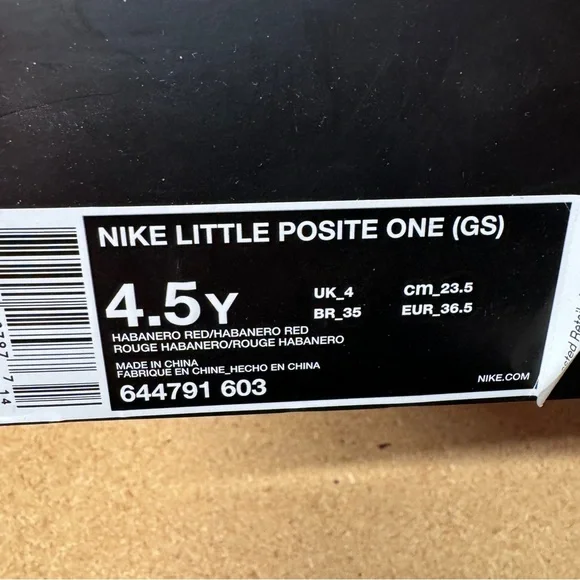 NIKE LITTLE POSITE ONE (GS)
4.5Y
UK_4 cm_23.5
BR_35 EUR_36.5
HABANERO RED/HABANERO RED
ROUGE HABANERO/ROUGE HABANERO
MADE IN CHINA
FABRIQUE EN CHINE_HECHO EN CHINA
644791 603
NIKE.COM